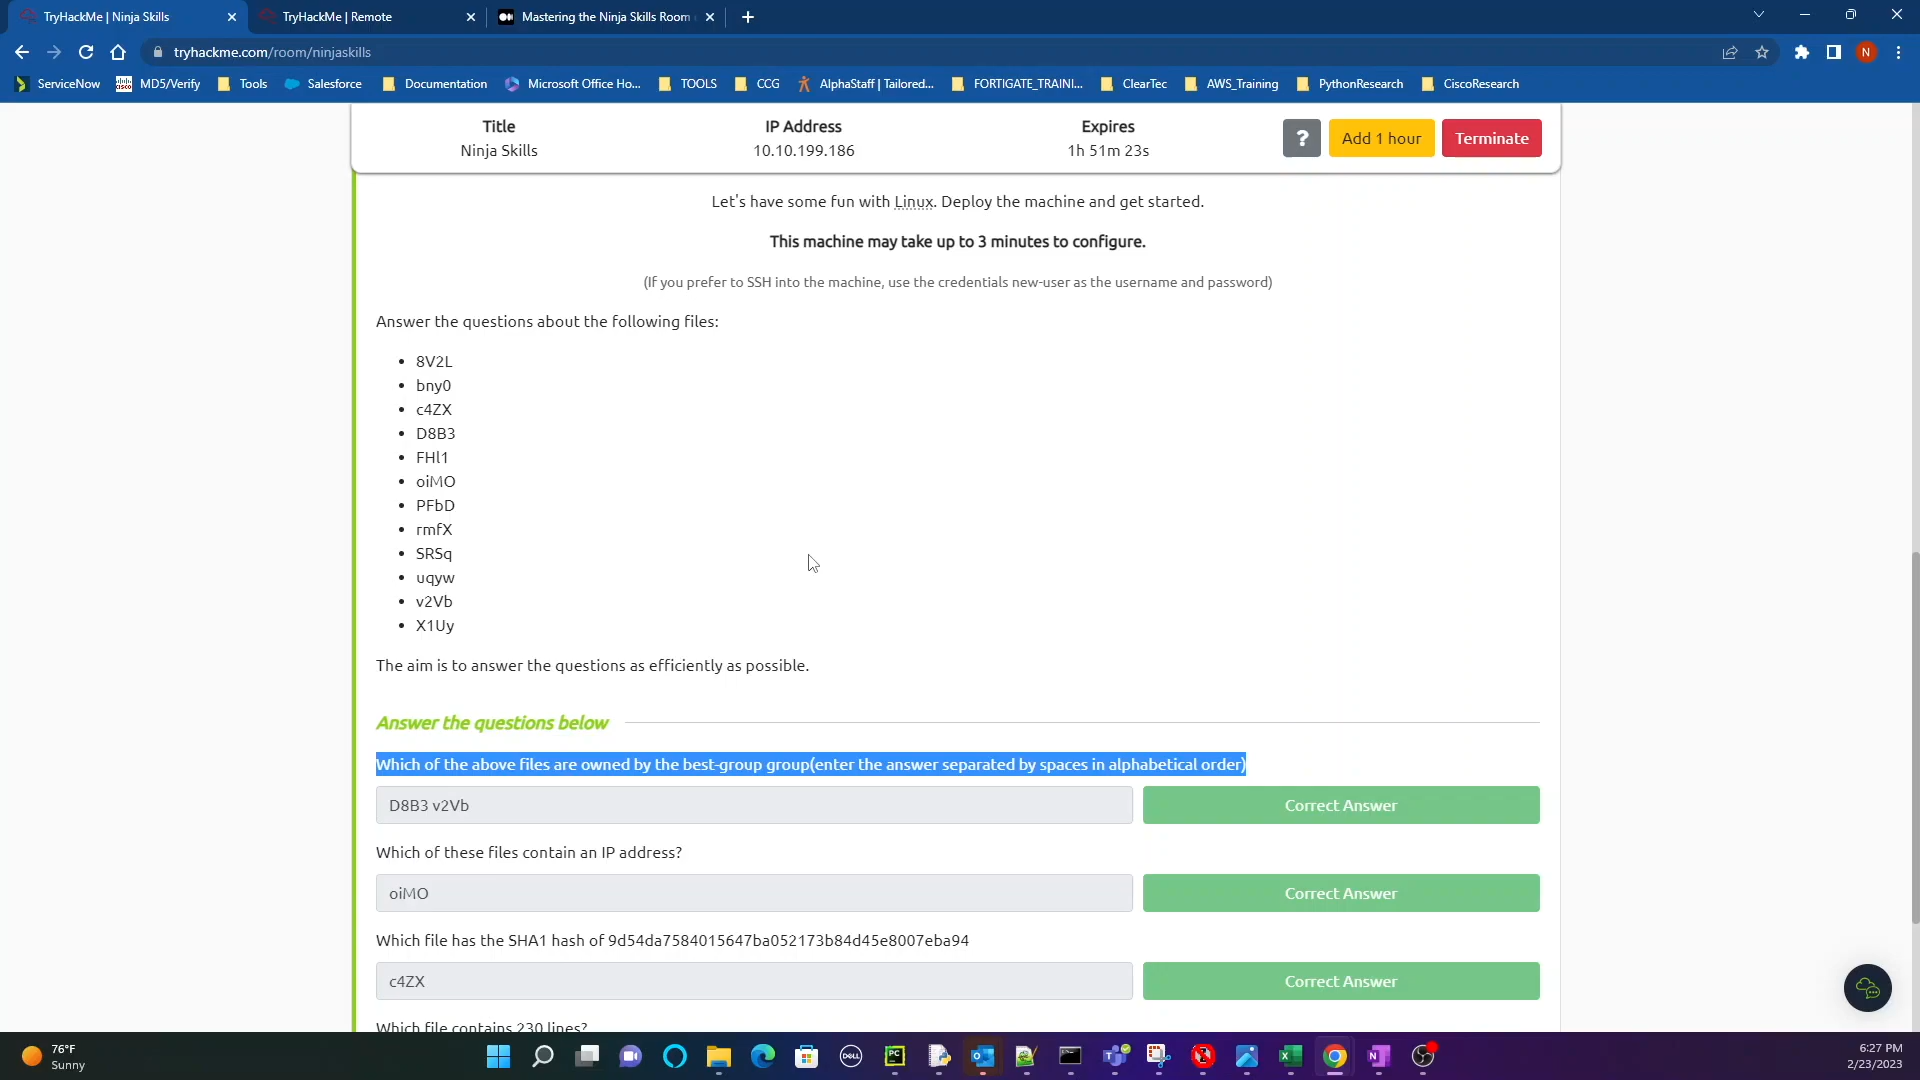 TryHackMe | Ninja Skills
TryHackMe | Remote
Mastering the Ninja Skills Room
tryhackme.com/room/ninjaskills
N
ServiceNow
MD5/Verify
Tools
Salesforce
Documentation
Microsoft Office Ho...
TOOLS
CCG
AlphaStaff | Tailored...
FORTIGATE_TRAINI...
ClearTec
AWS_Training
PythonResearch
CiscoResearch
Title
Ninja Skills
IP Address
10.10.199.186
Expires
1h 51m 23s
?
Add 1 hour
Terminate
Let's have some fun with Linux. Deploy the machine and get started.
This machine may take up to 3 minutes to configure.
(If you prefer to SSH into the machine, use the credentials new-user as the username and password)
Answer the questions about the following files:
• 8V2L
• bny0
• c4ZX
• D8B3
• FHl1
• oiMO
• PFbD
• rmfX
• SRSq
• uqyw
• v2Vb
• X1Uy
The aim is to answer the questions as efficiently as possible.
Answer the questions below
Which of the above files are owned by the best-group group(enter the answer separated by spaces in alphabetical order)
D8B3 v2Vb
Correct Answer
Which of these files contain an IP address?
oiMO
Correct Answer
Which file has the SHA1 hash of 9d54da7584015647ba052173b84d45e8007eba94
c4ZX
Correct Answer
Which file contains 230 lines?
76°F
Sunny
6:27 PM
2/23/2023